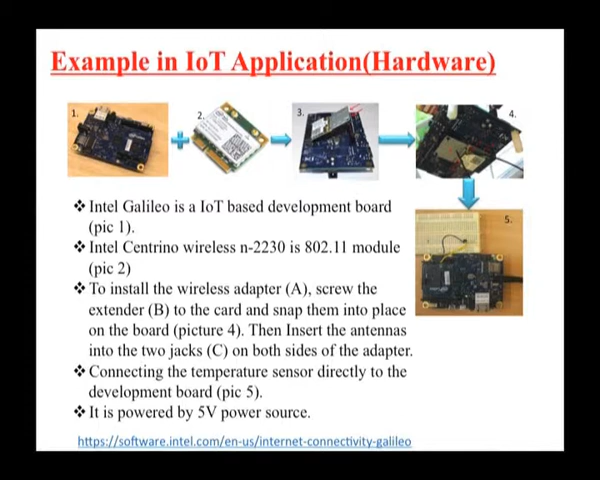 Example in IoT Application(Hardware)
1.
2.
3.
4.
5.
❖ Intel Galileo is a IoT based development board
(pic 1).
❖ Intel Centrino wireless n-2230 is 802.11 module
(pic 2)
❖ To install the wireless adapter (A), screw the
extender (B) to the card and snap them into place
on the board (picture 4). Then Insert the antennas
into the two jacks (C) on both sides of the adapter.
❖ Connecting the temperature sensor directly to the
development board (pic 5).
❖ It is powered by 5V power source.
https://software.intel.com/en-us/internet-connectivity-galileo